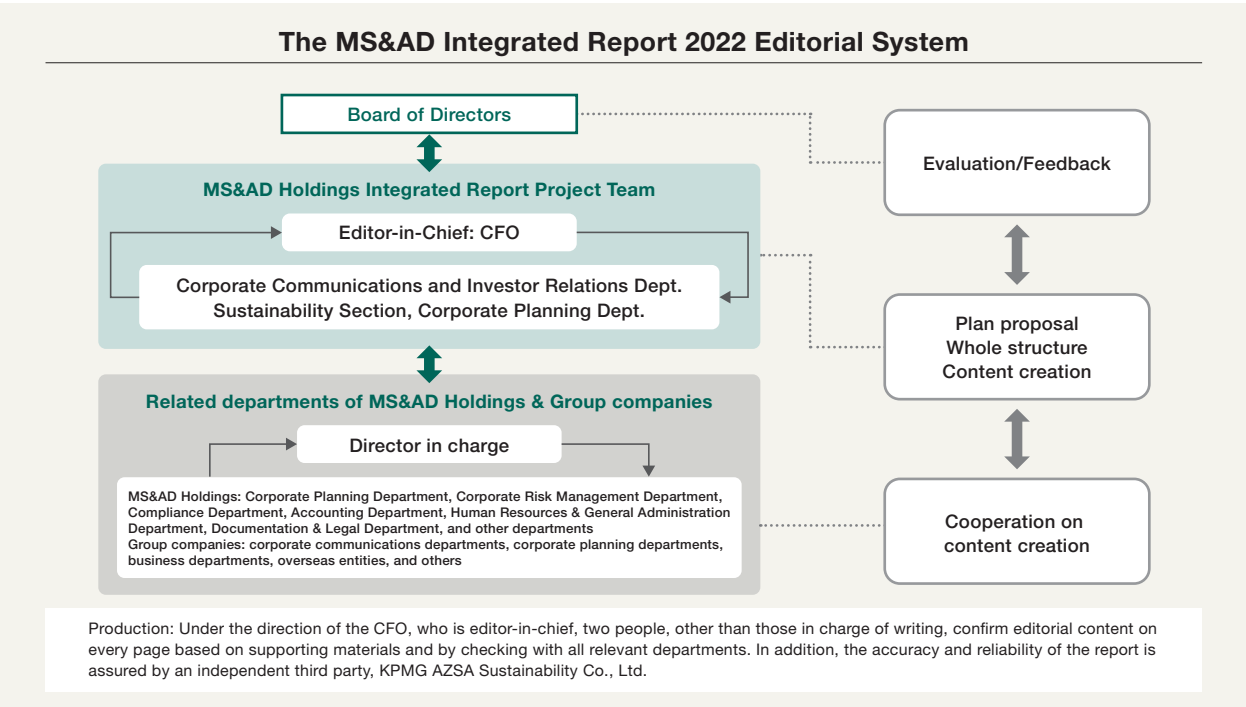 The MS&AD Integrated Report 2022 Editorial System
Board of Directors
Evaluation/Feedback
MS&AD Holdings Integrated Report Project Team
Editor-in-Chief: CFO
Corporate Communications and Investor Relations Dept.
Sustainability Section, Corporate Planning Dept.
Plan proposal
Whole structure
Content creation
Related departments of MS&AD Holdings & Group companies
Director in charge
MS&AD Holdings: Corporate Planning Department, Corporate Risk Management Department,
Compliance Department, Accounting Department, Human Resources & General Administration
Department, Documentation & Legal Department, and other departments
Group companies: corporate communications departments, corporate planning departments,
business departments, overseas entities, and others
Cooperation on
content creation
Production: Under the direction of the CFO, who is editor-in-chief, two people, other than those in charge of writing, confirm editorial content on
every page based on supporting materials and by checking with all relevant departments. In addition, the accuracy and reliability of the report is
assured by an independent third party, KPMG AZSA Sustainability Co., Ltd.